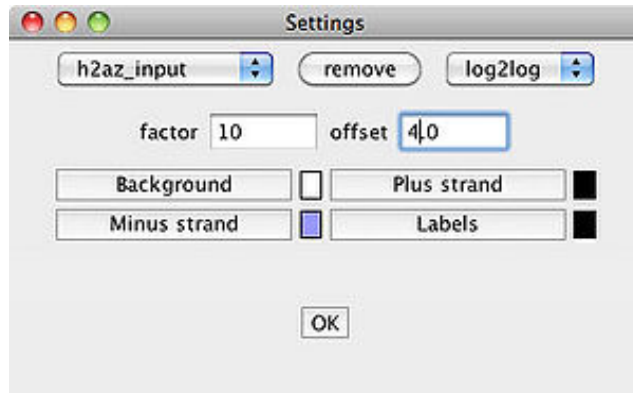 Settings
h2az_input remove log2log
factor 10 offset 4.0
Background Plus strand
Minus strand Labels
OK